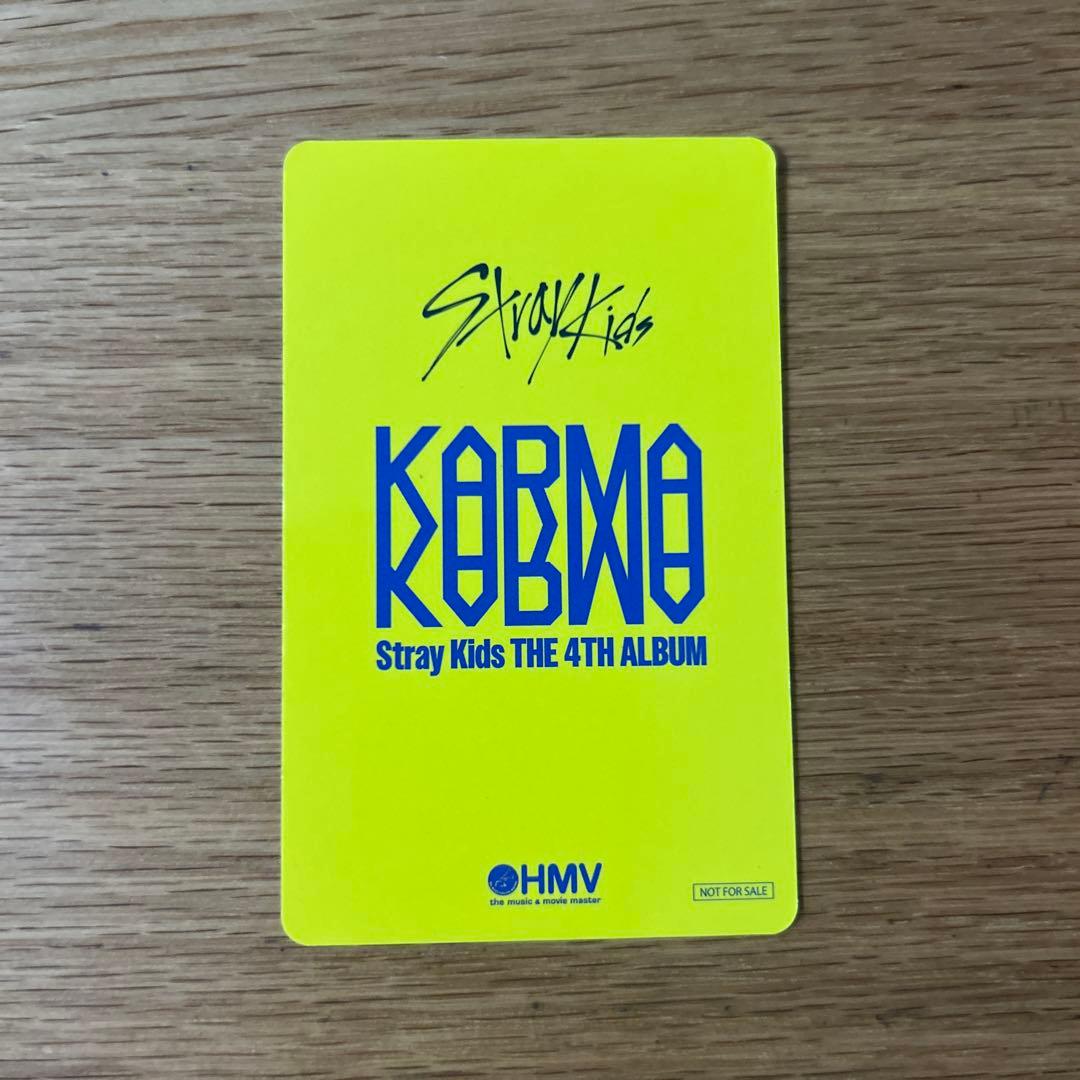 Stray Kids
KARMA
Stray Kids THE 4TH ALBUM
HMV
the music & movie master
NOT FOR SALE